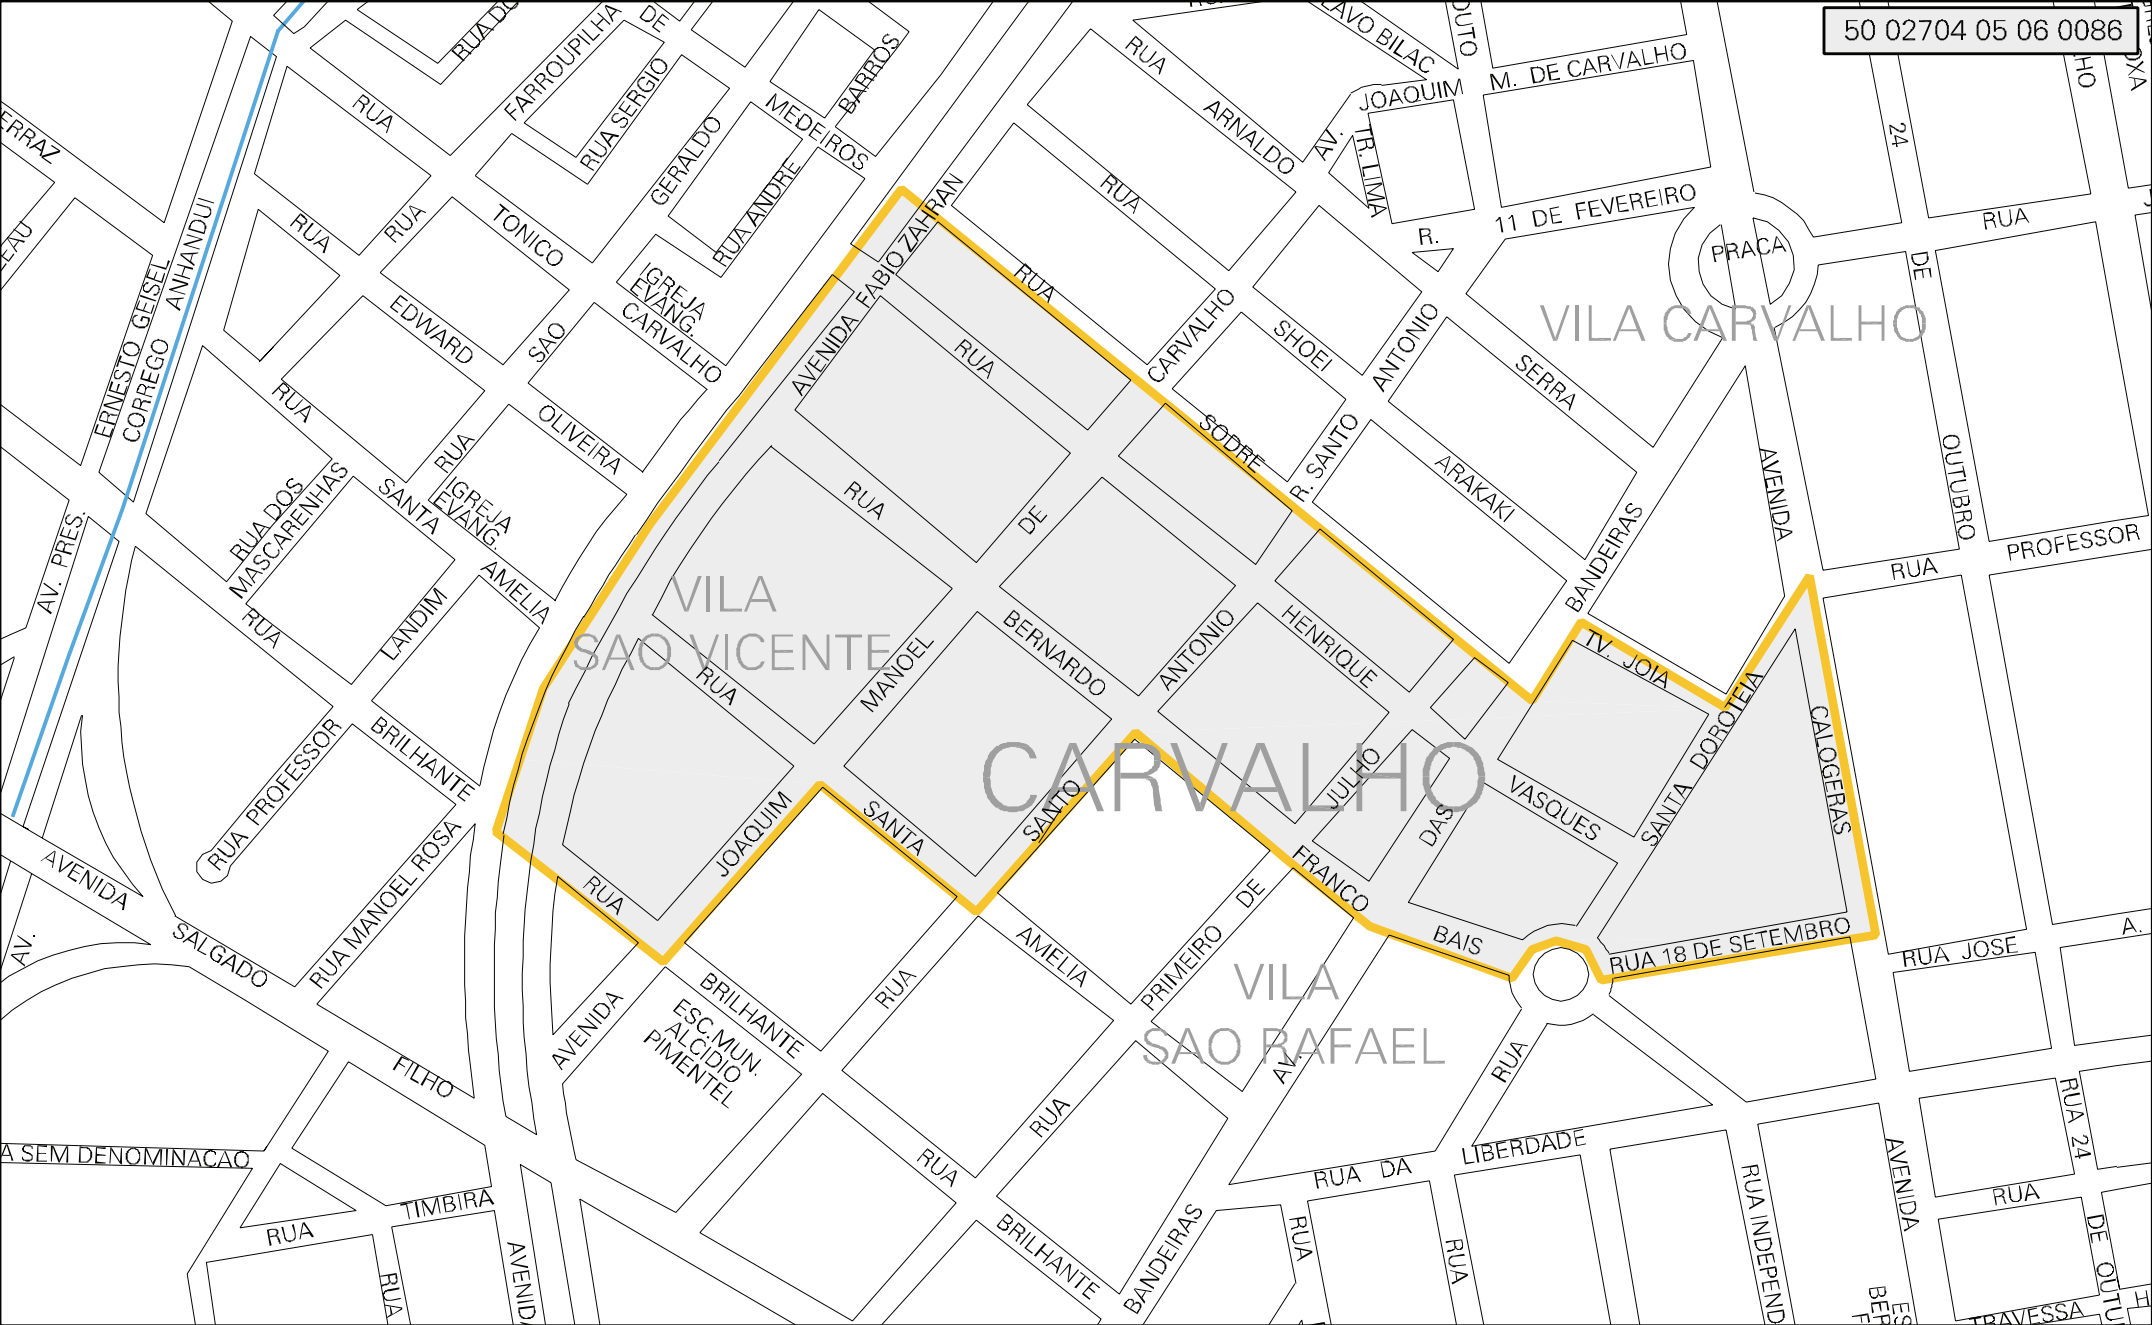 50 02704 05 06 0086
FARROUPILHA
DE
BARROS
MEDEIROS
RUA SERGIO
GERALDO
RUA ANDRE
RUA
RUA
RUA
TONICO
IGREJA
EVANG.
CARVALHO
EDWARD
SAO
OLIVEIRA
RUA
RUA
IGREJA
EVANG.
SANTA
AMELIA
RUA DOS
MASCARENHAS
LANDIM
RUA
BRILHANTE
RUA PROFESSOR
RUA MANOEL ROSA
ERNESTO GEISEL
CORREGO ANHANDUI
AV. PRES.
AVENIDA
SALGADO
FILHO
AV.
A SEM DENOMINACAO
RUA
TIMBIRA
RUA
RUA
ARNALDO
RUA
CARVALHO
SHOEI
ANTONIO
SERRA
R. SANTO
ARAKAKI
BANDEIRAS
JOAQUIM
M. DE CARVALHO
AV.
TR. LIMA
R.
11 DE FEVEREIRO
PRACA
VILA CARVALHO
24
DE
OUTUBRO
RUA
AVENIDA
RUA
PROFESSOR
AVENIDA FABIO ZAHRAN
RUA
SODRE
RUA
RUA
DE
VILA
SAO VICENTE
RUA
MANOEL
BERNARDO
ANTONIO
HENRIQUE
TV. JOIA
SANTA DOROTEIA
CALOGERAS
CARVALHO
JOAQUIM
SANTA
SANTO
JULHO
DAS
VASQUES
FRANCO
BAIS
RUA
RUA 18 DE SETEMBRO
RUA JOSE
A.
VILA
SAO RAFAEL
AMELIA
PRIMEIRO DE
RUA
BRILHANTE
AVENIDA
ESC.MUN.
ALCIDIO
PIMENTEL
AV.
RUA
RUA
RUA
BRILHANTE
BANDEIRAS
RUA DA
LIBERDADE
RUA
RUA
RUA INDEPEND
AVENIDA
RUA 24
RUA
DE OUTU
TRAVESSA